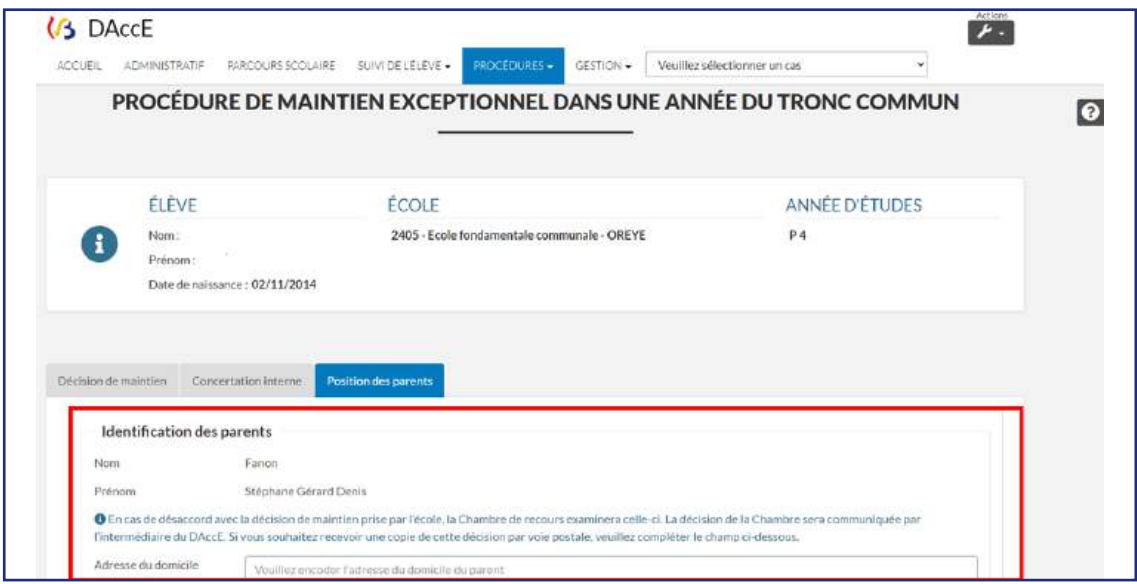 DAccE
Actions
ACCUEIL ADMINISTRATIF PARCOURS SCOLAIRE SUIVI DE L'ÉLÈVE PROCÉDURES GESTION Veuillez sélectionner un cas
PROCÉDURE DE MAINTIEN EXCEPTIONNEL DANS UNE ANNÉE DU TRONC COMMUN
ÉLÈVE ÉCOLE ANNÉE D'ÉTUDES
Nom : 2405 - Ecole fondamentale communale - OREYE P 4
Prénom :
Date de naissance : 02/11/2014
Décision de maintien Concertation interne Position des parents
Identification des parents
Nom Fanon
Prénom Stéphane Gérard Denis
En cas de désaccord avec la décision de maintien prise par l'école, la Chambre de recours examinera celle-ci. La décision de la Chambre sera communiquée par
l'intermédiaire du DAccE. Si vous souhaitez recevoir une copie de cette décision par voie postale, veuillez compléter le champ ci-dessous.
Adresse du domicile Veuillez encoder l'adresse du domicile du parent